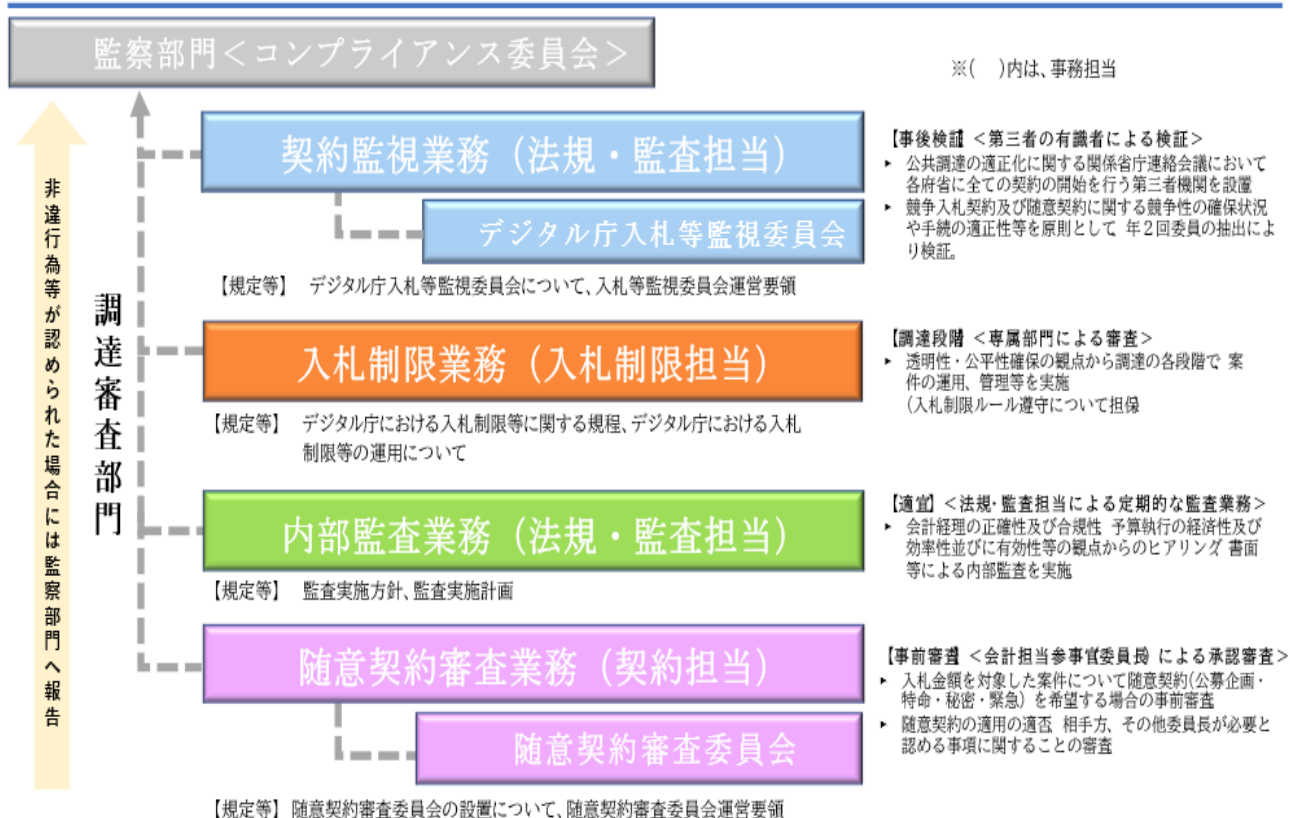 監察部門＜コンプライアンス委員会＞
※(　)内は、事務担当
非違行為等が認められた場合には監察部門へ報告
調達審査部門
契約監視業務（法規・監査担当）
デジタル庁入札等監視委員会
【規定等】　デジタル庁入札等監視委員会について、入札等監視委員会運営要領
【事後検証】＜第三者の有識者による検証＞
▸ 公共調達の適正化に関する関係省庁連絡会議において
各府省に全ての契約の開始を行う第三者機関を設置
▸ 競争入札契約及び随意契約に関する競争性の確保状況
や手続の適正性等を原則として 年２回委員の抽出によ
り検証。
入札制限業務（入札制限担当）
【規定等】　デジタル庁における入札制限等に関する規程、デジタル庁における入札
制限等の運用について
【調達段階】＜専属部門による審査＞
▸ 透明性・公平性確保の観点から調達の各段階で 案
件の運用、管理等を実施
(入札制限ルール遵守について担保
内部監査業務（法規・監査担当）
【規定等】　監査実施方針、監査実施計画
【適宜】＜法規・監査担当による定期的な監査業務＞
▸ 会計経理の正確性及び合規性 予算執行の経済性及び
効率性並びに有効性等の観点からのヒアリング 書面
等による内部監査を実施
随意契約審査業務（契約担当）
随意契約審査委員会
【規定等】随意契約審査委員会の設置について、随意契約審査委員会運営要領
【事前審査】＜会計担当参事官委員長 による承認審査＞
▸ 入札金額を対象した案件について随意契約(公募企画・
特命・秘密・緊急) を希望する場合の事前審査
▸ 随意契約の適用の適否 相手方、その他委員長が必要と
認める事項に関することの審査